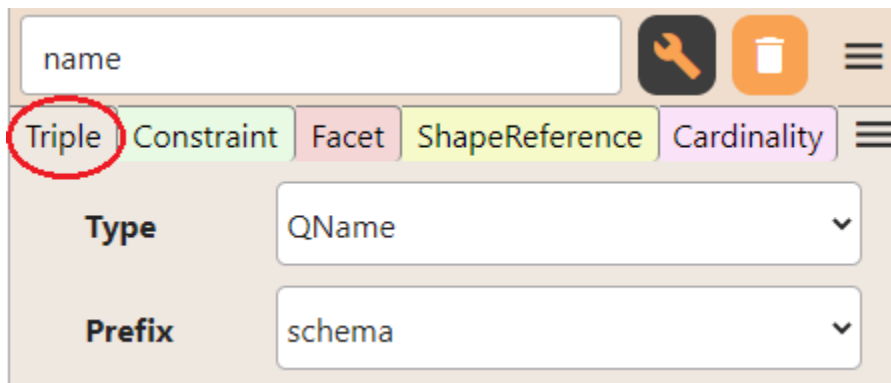 name
Triple Constraint Facet ShapeReference Cardinality
Type QName
Prefix schema